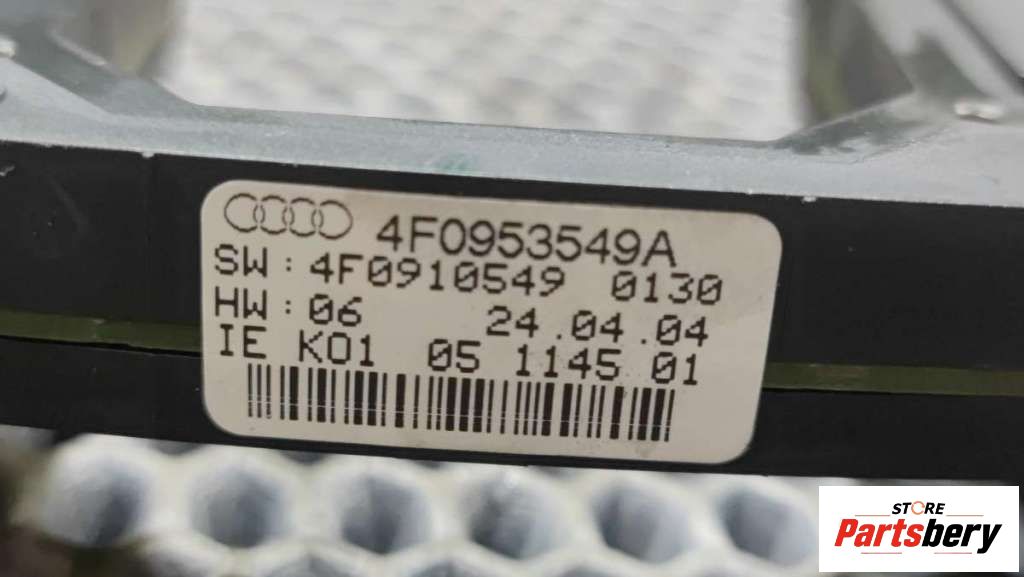 4F0953549A
SW : 4F0910549 0130
HW : 06 24.04.04
IE K01 05 1145 01
STORE
Partsbery